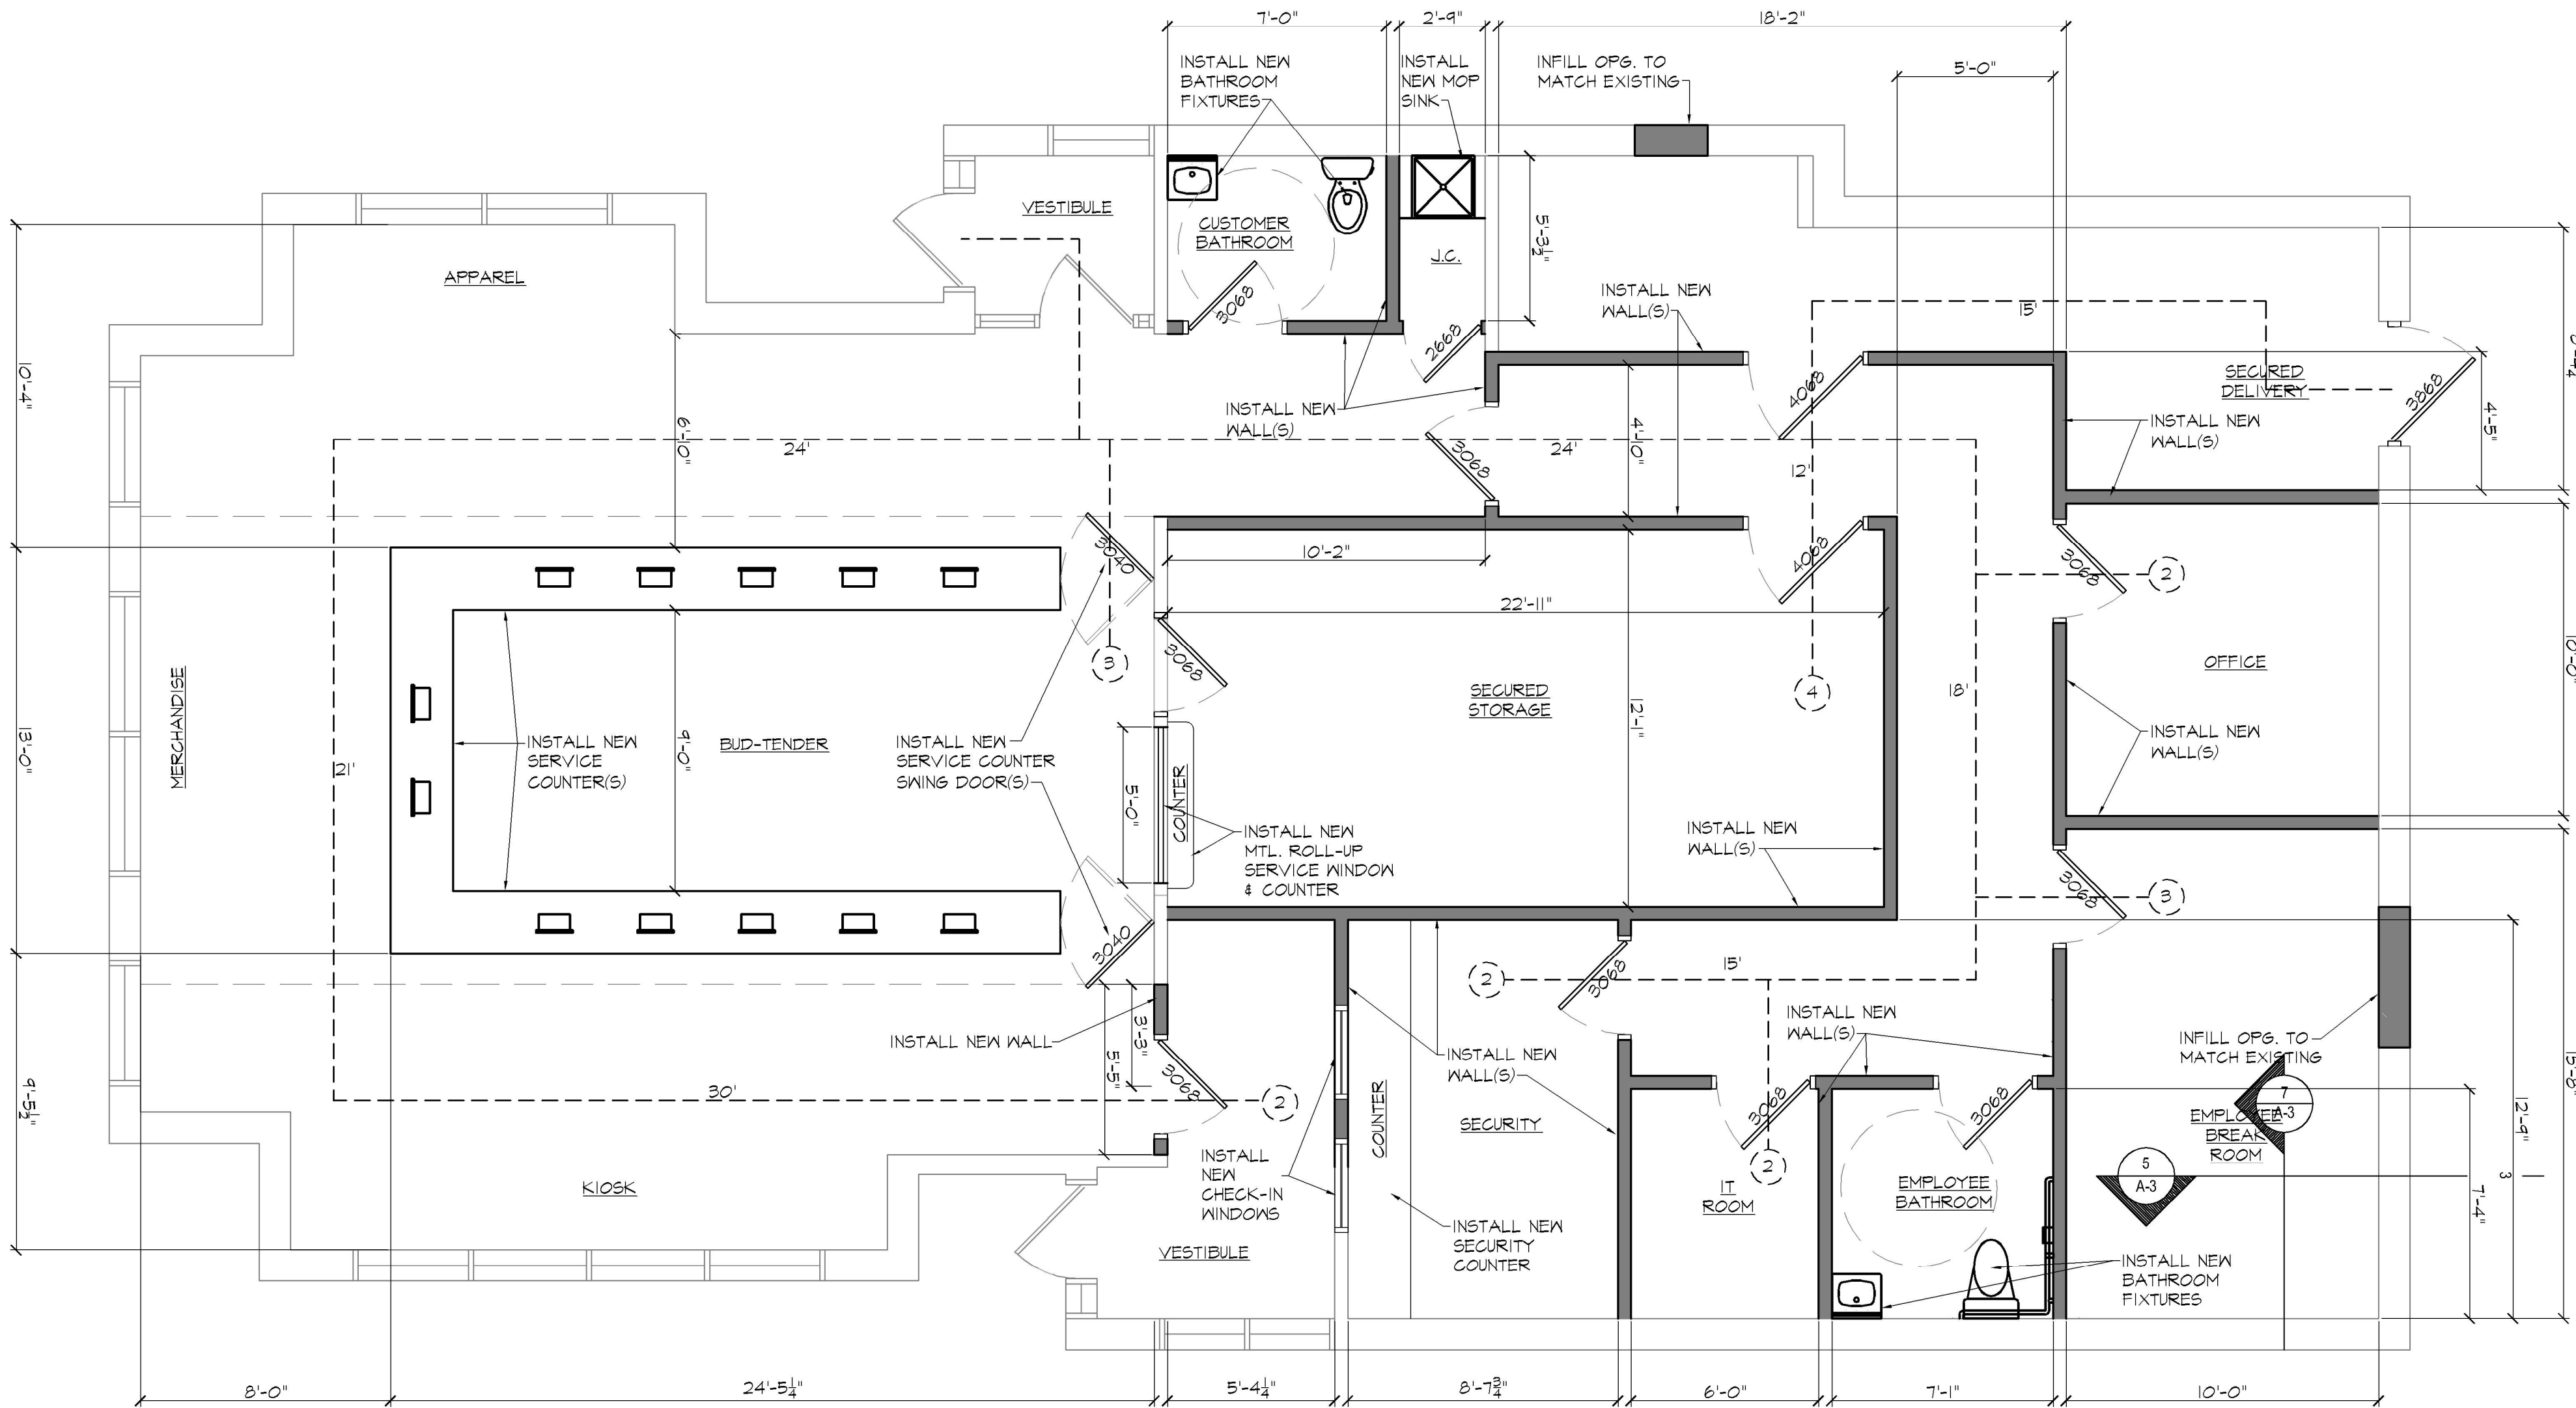 7'-0"
2'-9"
18'-2"
INSTALL NEW
BATHROOM
FIXTURES
INSTALL
NEW MOP
SINK
INFILL OPG. TO
MATCH EXISTING
5'-0"
VESTIBULE
CUSTOMER
BATHROOM
J.C.
5'-3½"
APPAREL
3068
2668
INSTALL NEW
WALL(S)
15'
SECURED
DELIVERY
3868
4'-5"
10'-4"
6'-10"
24'
INSTALL NEW
WALL(S)
3068
24'
4'-10"
4068
12'
INSTALL NEW
WALL(S)
3040
10'-2"
4068
3068
2
22'-11"
3
3068
MERCHANDISE
SECURED
STORAGE
12'-1"
4
18'
OFFICE
10'-0"
13'-0"
21'
INSTALL NEW
SERVICE
COUNTER(S)
9'-0"
BUD-TENDER
INSTALL NEW
SERVICE COUNTER
SWING DOOR(S)
5'-0"
COUNTER
INSTALL NEW
MTL. ROLL-UP
SERVICE WINDOW
& COUNTER
INSTALL NEW
WALL(S)
INSTALL NEW
WALL(S)
3040
3068
3
2
3068
15'
INSTALL NEW WALL
3'-3"
5'-5"
3068
2
INSTALL NEW
WALL(S)
INSTALL NEW
WALL(S)
INFILL OPG. TO
MATCH EXISTING
15'-8"
12'-9"
9'-5½"
30'
COUNTER
SECURITY
3068
3068
7
A-3
EMPLOYEE
BREAK
ROOM
5
A-3
3
7'-4"
KIOSK
INSTALL
NEW
CHECK-IN
WINDOWS
2
IT
ROOM
EMPLOYEE
BATHROOM
VESTIBULE
INSTALL NEW
SECURITY
COUNTER
INSTALL NEW
BATHROOM
FIXTURES
8'-0"
24'-5¼"
5'-4¼"
8'-7¾"
6'-0"
7'-1"
10'-0"